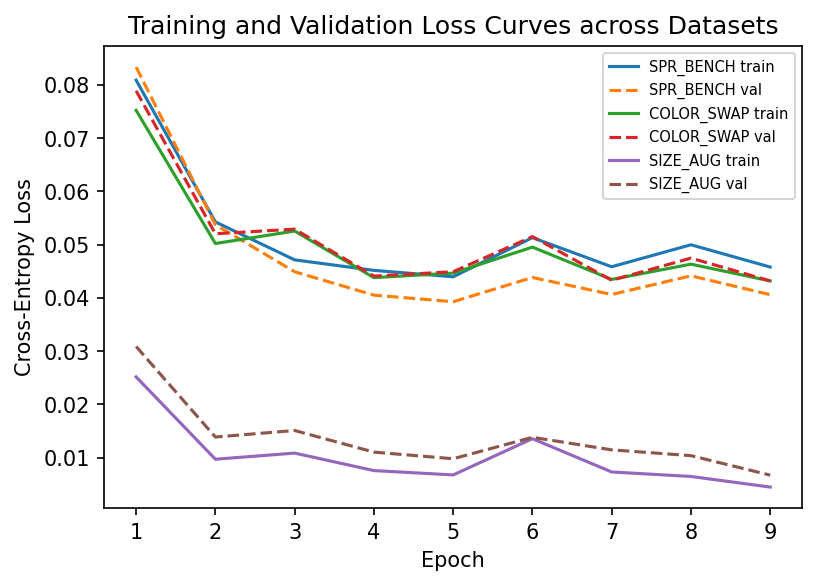 Training and Validation Loss Curves across Datasets
SPR_BENCH train
SPR_BENCH val
COLOR_SWAP train
COLOR_SWAP val
SIZE_AUG train
SIZE_AUG val
Cross-Entropy Loss
0.08
0.07
0.06
0.05
0.04
0.03
0.02
0.01
1 2 3 4 5 6 7 8 9
Epoch